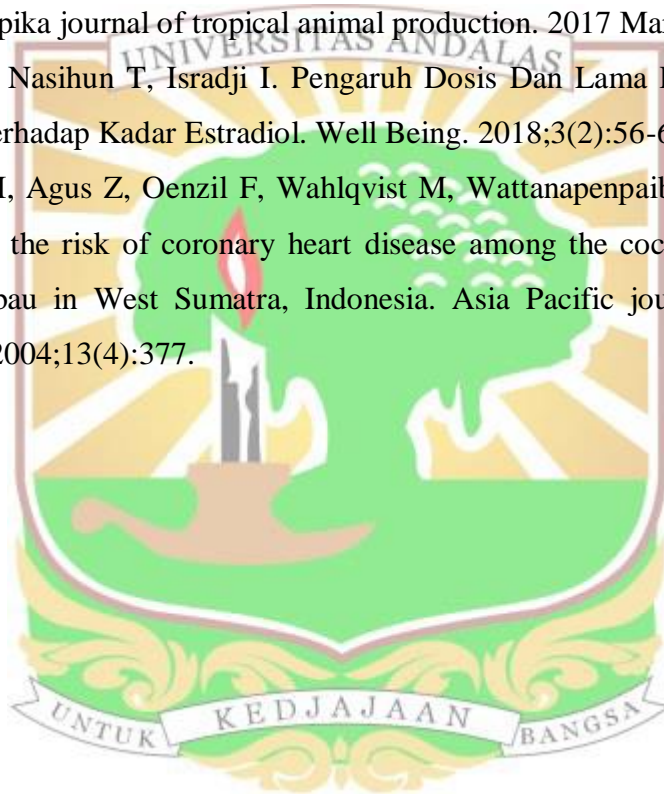 pika journal of tropical animal production. 2017 Mar
UNIVERSITAS ANDALAS
Nasihun T, Isradji I. Pengaruh Dosis Dan Lama
erhadap Kadar Estradiol. Well Being. 2018;3(2):56-6
Agus Z, Oenzil F, Wahlqvist M, Wattanapenpaib
the risk of coronary heart disease among the coc
bau in West Sumatra, Indonesia. Asia Pacific jou
2004;13(4):377.
UNTUK KEDJAJAAN BANGSA